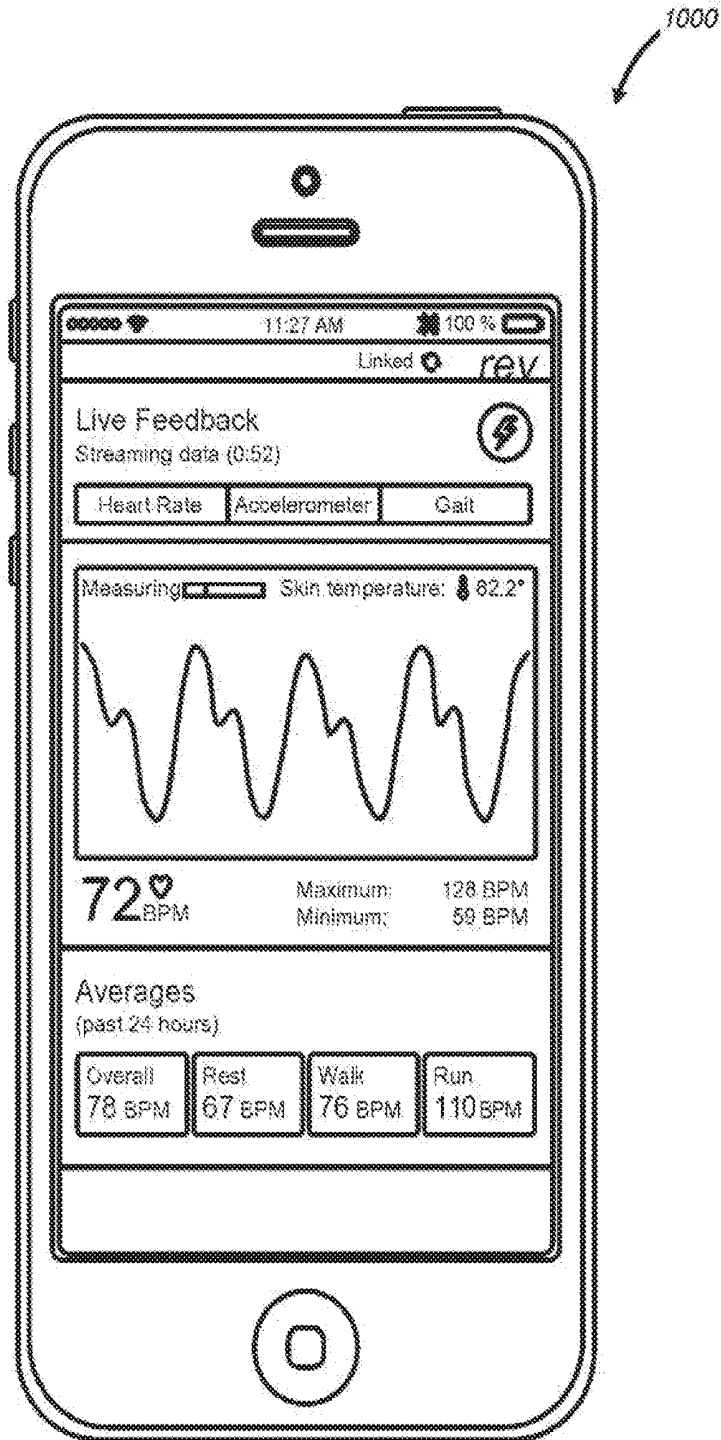 1000
11:27 AM 100 %
Linked rev
Live Feedback
Streaming data (0:52)
Heart Rate Accelerometer Gait
Measuring Skin temperature: 82.2°
72 BPM
Maximum: 128 BPM
Minimum: 59 BPM
Averages
(past 24 hours)
Overall Rest Walk Run
78 BPM 67 BPM 76 BPM 110 BPM